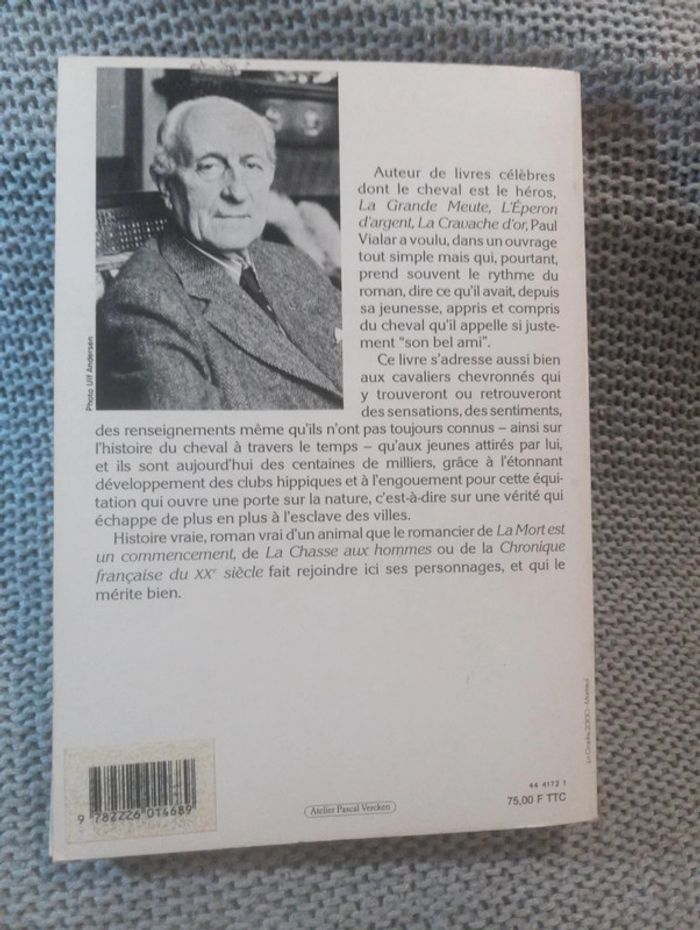 Photo Ulf Andersen
Auteur de livres célèbres
dont le cheval est le héros,
La Grande Meute, L'Éperon
d'argent, La Cravache d'or, Paul
Vialar a voulu, dans un ouvrage
tout simple mais qui, pourtant,
prend souvent le rythme du
roman, dire ce qu'il avait, depuis
sa jeunesse, appris et compris
du cheval qu'il appelle si juste-
ment "son bel ami".
Ce livre s'adresse aussi bien
aux cavaliers chevronnés qui
y trouveront ou retrouveront
des sensations, des sentiments,
des renseignements même qu'ils n'ont pas toujours connus – ainsi sur
l'histoire du cheval à travers le temps – qu'aux jeunes attirés par lui,
et ils sont aujourd'hui des centaines de milliers, grâce à l'étonnant
développement des clubs hippiques et à l'engouement pour cette équi-
tation qui ouvre une porte sur la nature, c'est-à-dire sur une vérité qui
échappe de plus en plus à l'esclave des villes.
Histoire vraie, roman vrai d'un animal que le romancier de La Mort est
un commencement, de La Chasse aux hommes ou de la Chronique
française du XXe siècle fait rejoindre ici ses personnages, et qui le
mérite bien.
9 782226 014689
Atelier Pascal Vercken
44 4172 1
75,00 F TTC